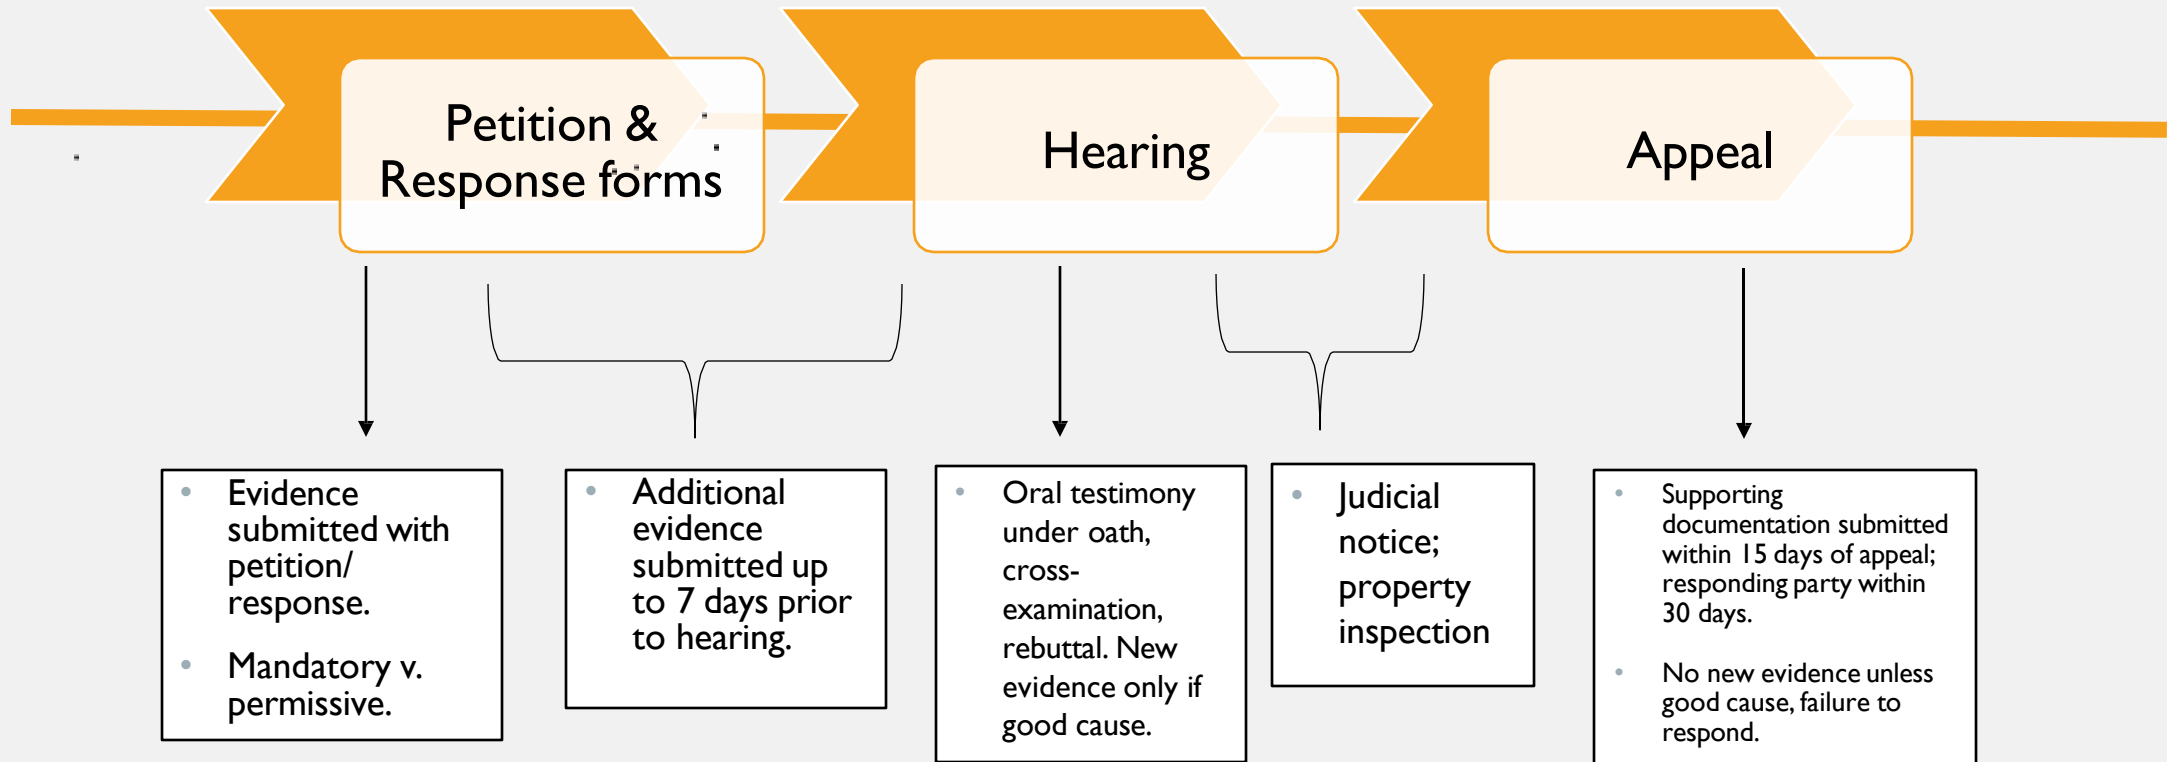 Petition &
Response forms
Hearing
Appeal
• Evidence
submitted with
petition/
response.
• Mandatory v.
permissive.
• Additional
evidence
submitted up
to 7 days prior
to hearing.
• Oral testimony
under oath,
cross-
examination,
rebuttal. New
evidence only if
good cause.
• Judicial
notice;
property
inspection
• Supporting
documentation submitted
within 15 days of appeal;
responding party within
30 days.
• No new evidence unless
good cause, failure to
respond.